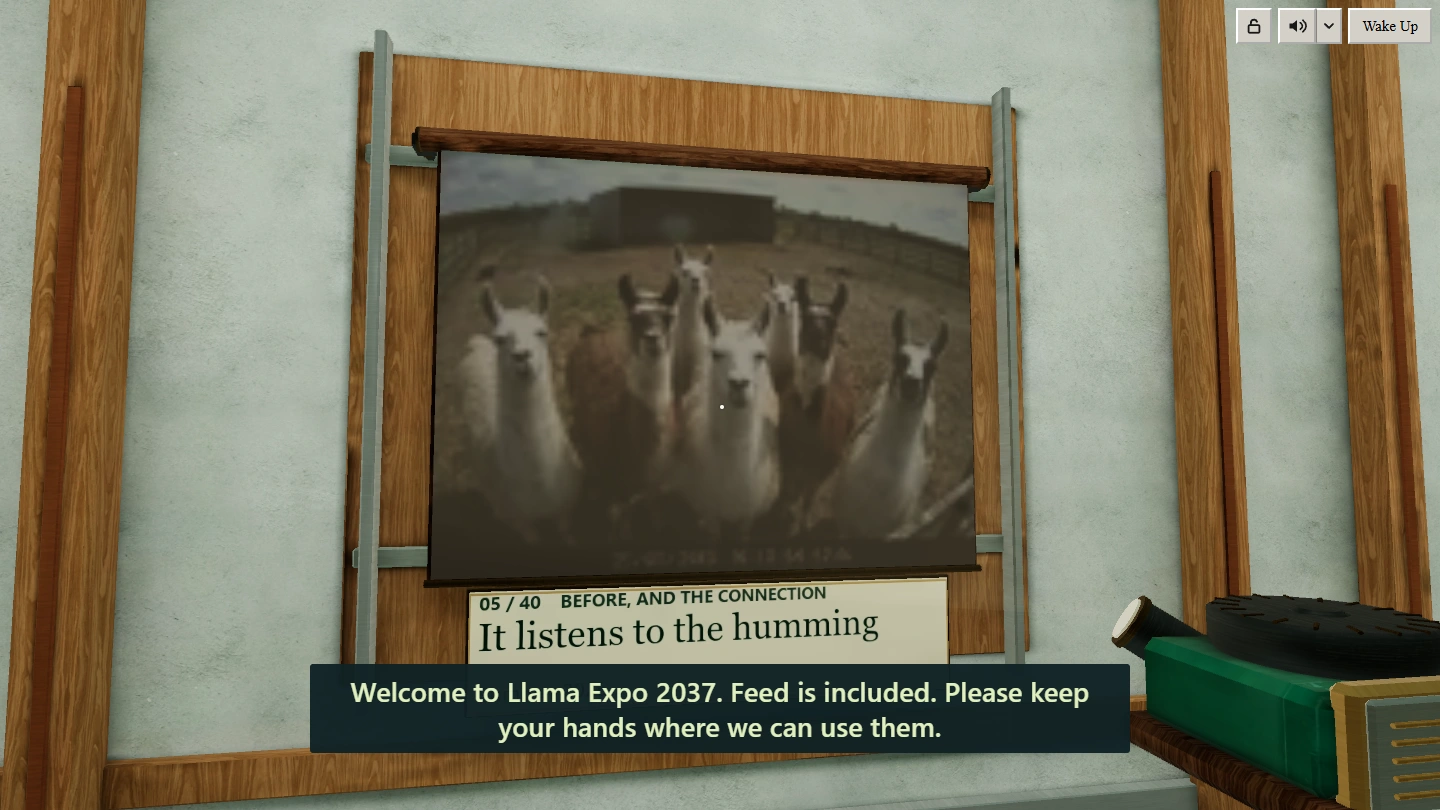 Wake Up
05 / 40 BEFORE, AND THE CONNECTION
It listens to the humming
Welcome to Llama Expo 2037. Feed is included. Please keep
your hands where we can use them.